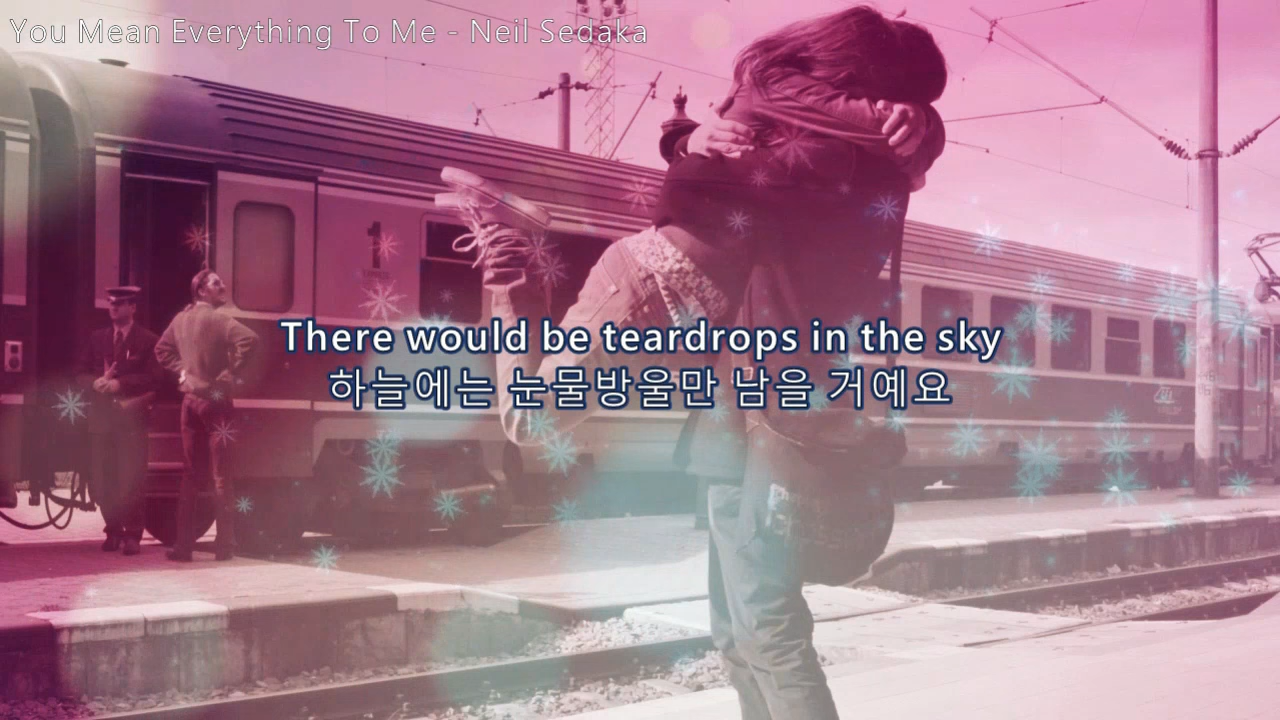 You Mean Everything To Me - Neil Sedaka
1
There would be teardrops in the sky
하늘에는 눈물방울만 남을 거예요